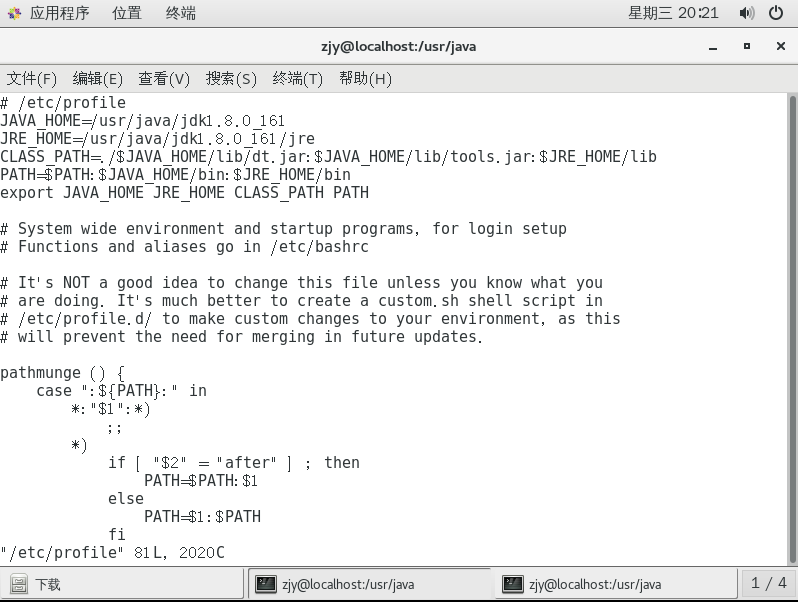 应用程序 位置 终端 星期三 20:21
zjy@localhost:/usr/java
文件(F) 编辑(E) 查看(V) 搜索(S) 终端(T) 帮助(H)
# /etc/profile
JAVA_HOME=/usr/java/jdk1.8.0_161
JRE_HOME=/usr/java/jdk1.8.0_161/jre
CLASS_PATH=./$JAVA_HOME/lib/dt.jar:$JAVA_HOME/lib/tools.jar:$JRE_HOME/lib
PATH=$PATH:$JAVA_HOME/bin:$JRE_HOME/bin
export JAVA_HOME JRE_HOME CLASS_PATH PATH
# System wide environment and startup programs, for login setup
# Functions and aliases go in /etc/bashrc
# It's NOT a good idea to change this file unless you know what you
# are doing. It's much better to create a custom.sh shell script in
# /etc/profile.d/ to make custom changes to your environment, as this
# will prevent the need for merging in future updates.
pathmunge () {
    case ":${PATH}:" in
        *:"$1":*)
            ;;
        *)
            if [ "$2" = "after" ] ; then
                PATH=$PATH:$1
            else
                PATH=$1:$PATH
            fi
"/etc/profile" 81L, 2020C
下载 zjy@localhost:/usr/java zjy@localhost:/usr/java 1 / 4